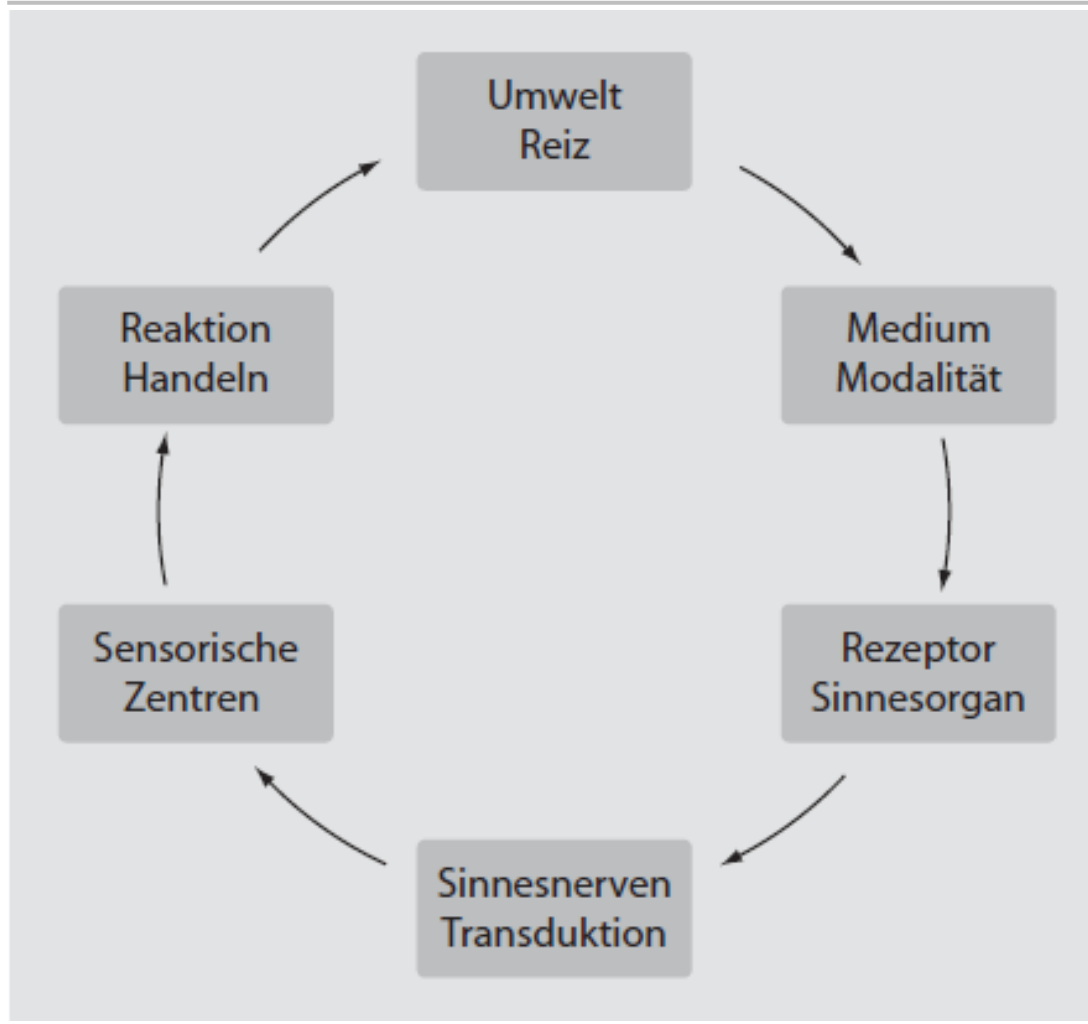 Umwelt
Reiz
Medium
Modalität
Rezeptor
Sinnesorgan
Sinnesnerven
Transduktion
Sensorische
Zentren
Reaktion
Handeln